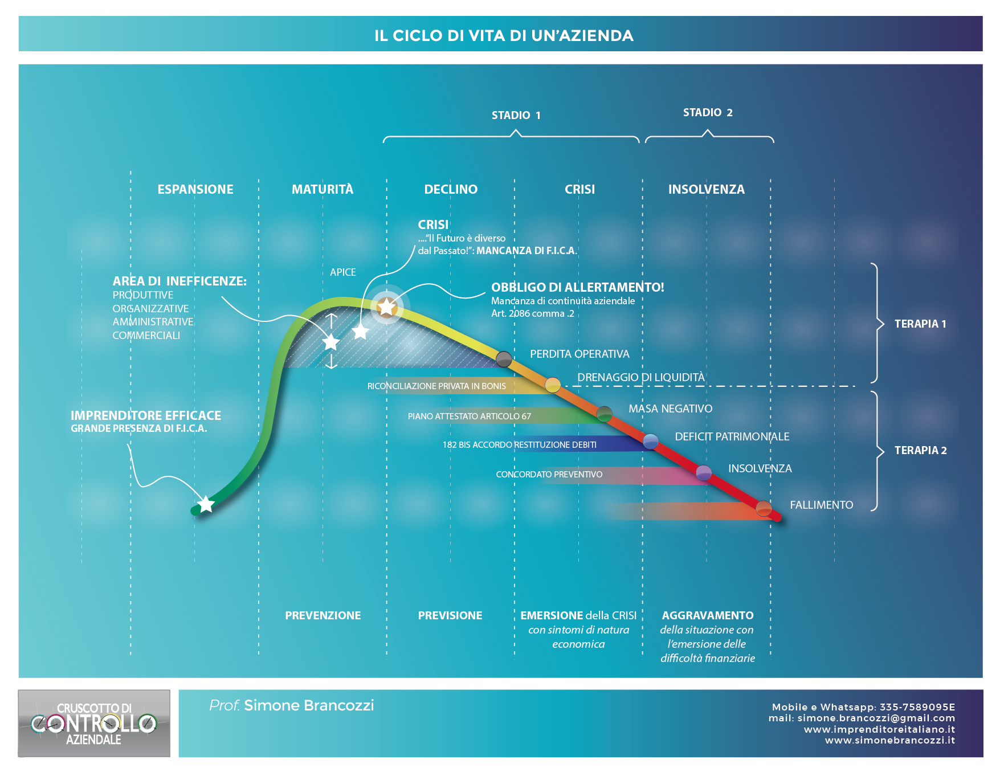 IL CICLO DI VITA DI UN'AZIENDA
STADIO 1
STADIO 2
ESPANSIONE
MATURITÀ
DECLINO
CRISI
INSOLVENZA
CRISI
...."Il Futuro è diverso
dal Passato!": MANCANZA DI F.I.C.A.
APICE
AREA DI INEFFICENZE:
PRODUTTIVE
ORGANIZZATIVE
AMMINISTRATIVE
COMMERCIALI
OBBLIGO DI ALLERTAMENTO!
Mancanza di continuità aziendale
Art. 2086 comma .2
TERAPIA 1
PERDITA OPERATIVA
DRENAGGIO DI LIQUIDITÀ
RICONCILIAZIONE PRIVATA IN BONIS
IMPRENDITORE EFFICACE
GRANDE PRESENZA DI F.I.C.A.
MASA NEGATIVO
PIANO ATTESTATO ARTICOLO 67
DEFICIT PATRIMONIALE
182 BIS ACCORDO RESTITUZIONE DEBITI
TERAPIA 2
INSOLVENZA
CONCORDATO PREVENTIVO
FALLIMENTO
PREVENZIONE
PREVISIONE
EMERSIONE della CRISI
con sintomi di natura
economica
AGGRAVAMENTO
della situazione con
l'emersione delle
difficoltà finanziarie
CRUSCOTTO DI
CONTROLLO
AZIENDALE
Prof. Simone Brancozzi
Mobile e Whatsapp: 335-7589095E
mail: simone.brancozzi@gmail.com
www.imprenditoreitaliano.it
www.simonebrancozzi.it